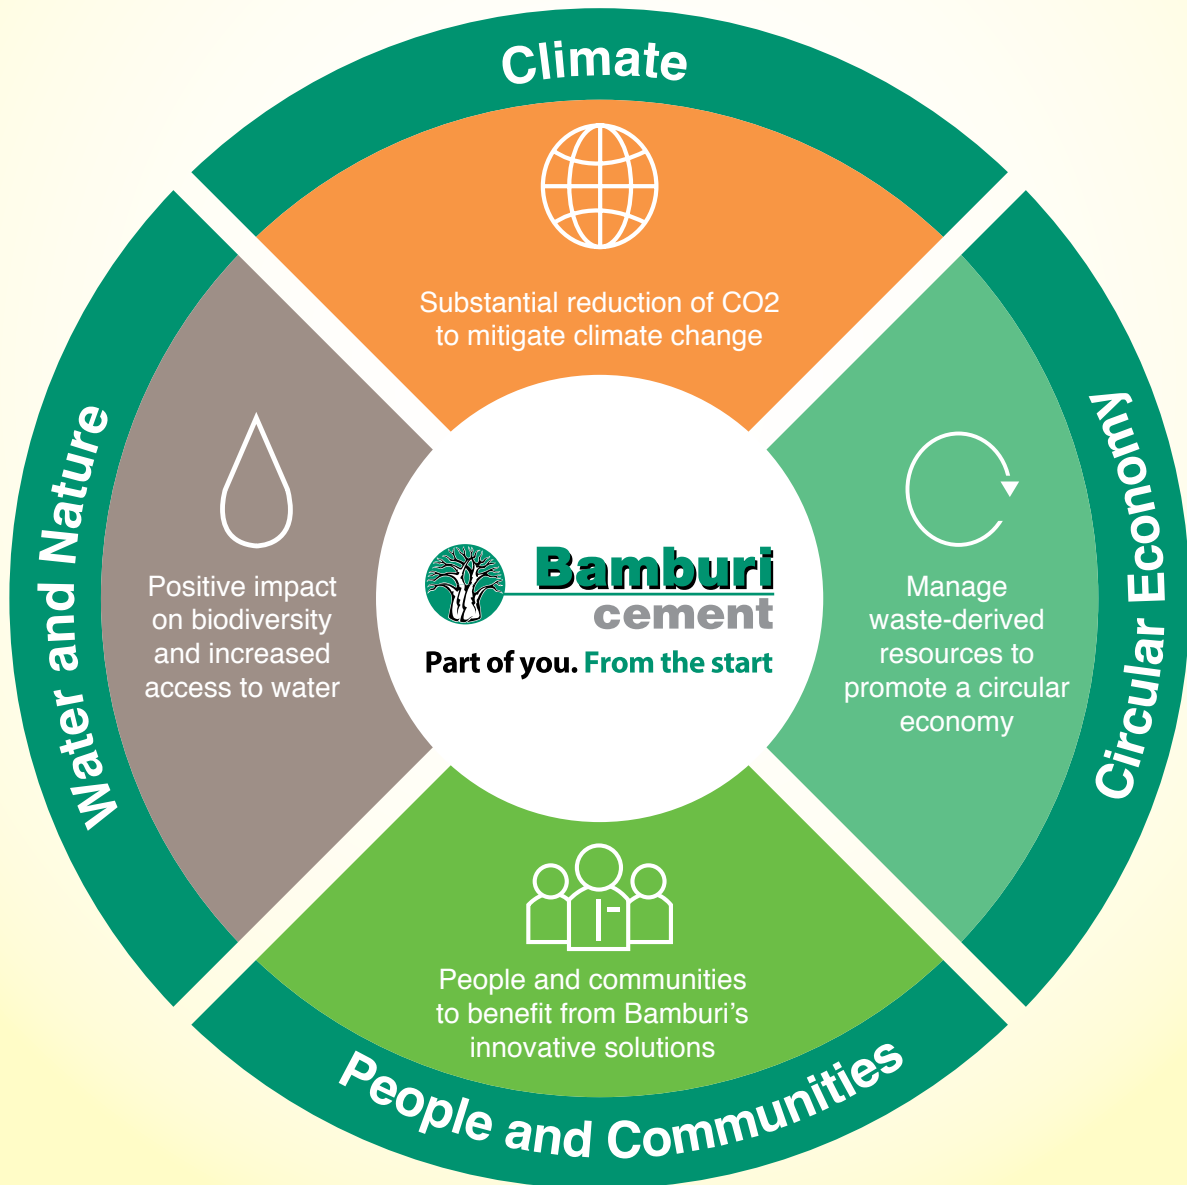 Climate
Substantial reduction of CO2
to mitigate climate change
Circular Economy
Manage
waste-derived
resources to
promote a circular
economy
People and communities
to benefit from Bamburi’s
innovative solutions
People and Communities
Water and Nature
Positive impact
on biodiversity
and increased
access to water
Bamburi
cement
Part of you. From the start